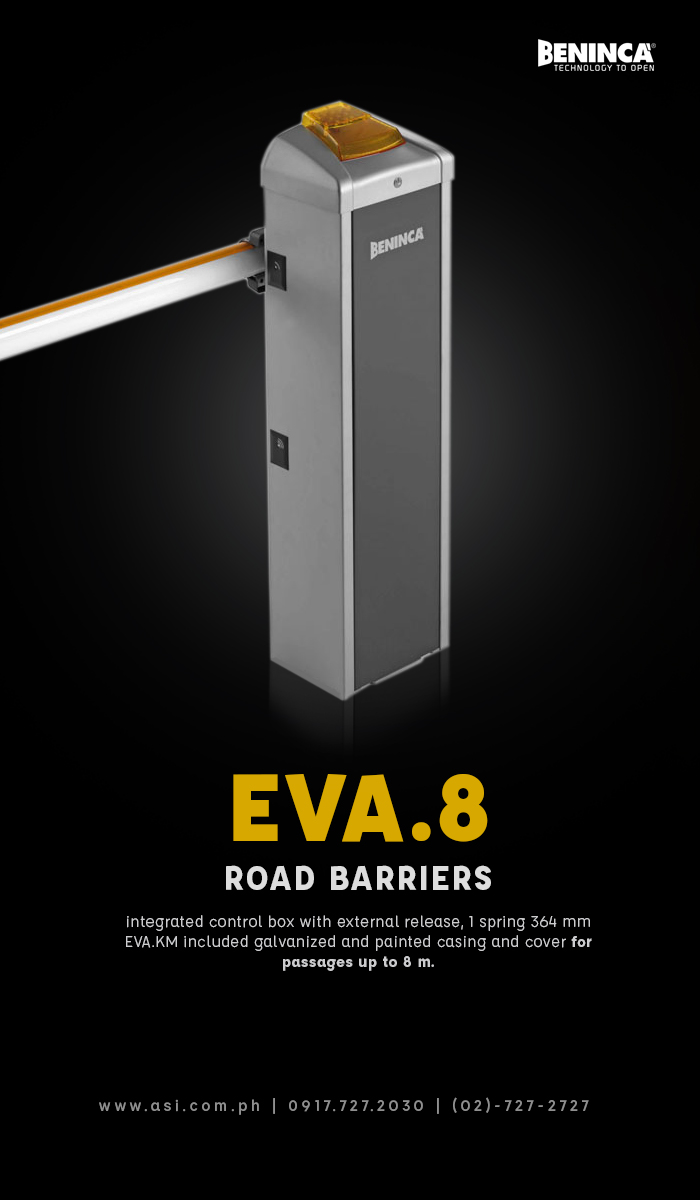 BENINCA®
TECHNOLOGY TO OPEN
BENINCA
EVA.8
ROAD BARRIERS
integrated control box with external release, 1 spring 364 mm
EVA.KM included galvanized and painted casing and cover for
passages up to 8 m.
www.asi.com.ph | 0917.727.2030 | (02)-727-2727